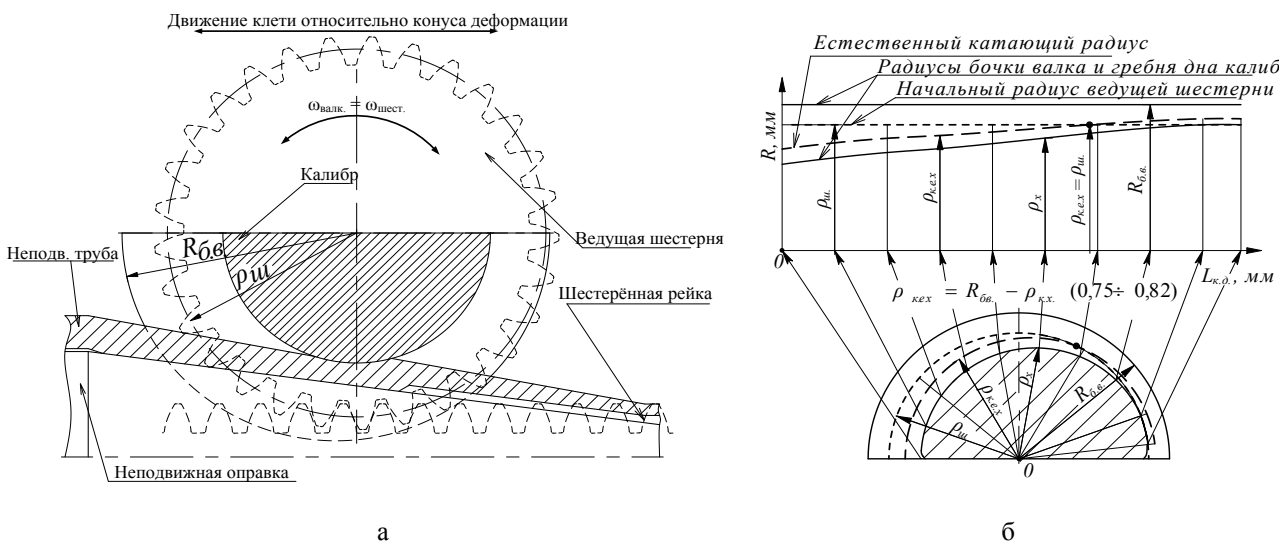 Движение клети относительно конуса деформации
ωвалк. = ωшест.
Калибр
Rб.в
ρш
Ведущая шестерня
Неподв. труба
Шестерённая рейка
Неподвижная оправка
а
Естественный катающий радиус
Радиусы бочки валка и гребня дна калиб
Начальный радиус ведущей шестерни
R, мм
ρш.
ρк.е.х
ρх
ρк.е.х = ρш.
Rб.в.
0
Lк.д., мм
ρ кех = Rбв. − ρк.х. (0,75÷ 0,82)
ρш
ρк.е.х
ρх
Rб.в.
0
б